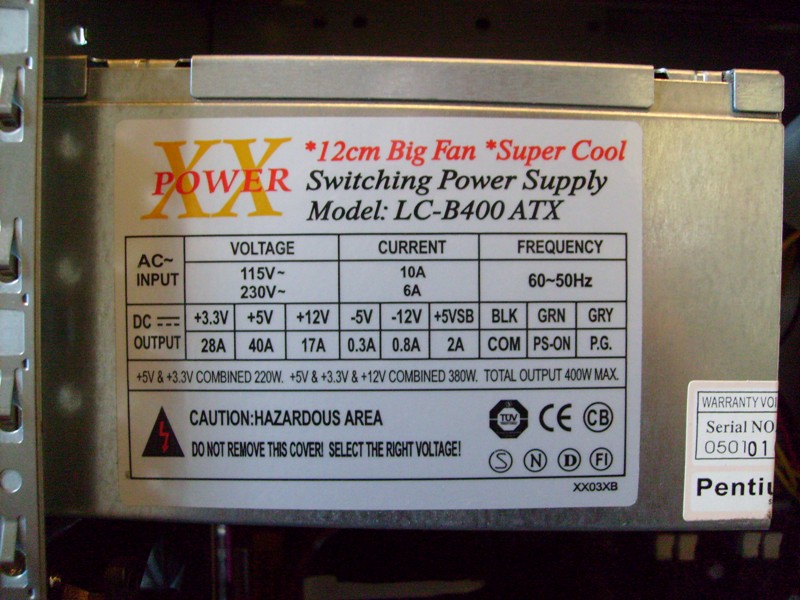 XX
POWER
*12cm Big Fan *Super Cool
Switching Power Supply
Model: LC-B400 ATX
AC~ INPUT
VOLTAGE CURRENT FREQUENCY
115V~ 10A 60~50Hz
230V~ 6A
DC OUTPUT
+3.3V +5V +12V -5V -12V +5VSB BLK GRN GRY
28A 40A 17A 0.3A 0.8A 2A COM PS-ON P.G.
+5V & +3.3V COMBINED 220W. +5V & +3.3V & +12V COMBINED 380W. TOTAL OUTPUT 400W MAX.
CAUTION:HAZARDOUS AREA
DO NOT REMOVE THIS COVER! SELECT THE RIGHT VOLTAGE!
TÜV CE CB
S N D FI
XX03XB
WARRANTY VOI
Serial NO.
050101
Pentiu